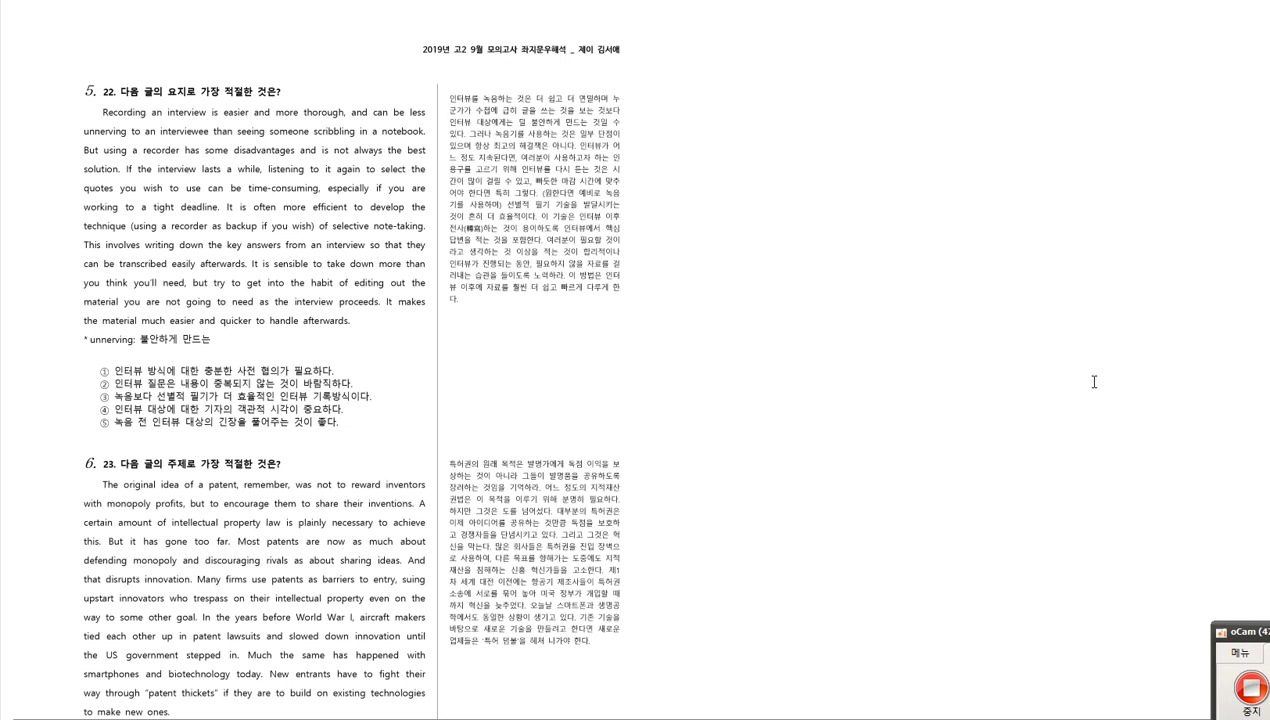 2019년 고2 9월 모의고사 좌지문우해석 _ 제이 김서애
5. 22. 다음 글의 요지로 가장 적절한 것은?
Recording an interview is easier and more thorough, and can be less
unnerving to an interviewee than seeing someone scribbling in a notebook.
But using a recorder has some disadvantages and is not always the best
solution. If the interview lasts a while, listening to it again to select the
quotes you wish to use can be time-consuming, especially if you are
working to a tight deadline. It is often more efficient to develop the
technique (using a recorder as backup if you wish) of selective note-taking.
This involves writing down the key answers from an interview so that they
can be transcribed easily afterwards. It is sensible to take down more than
you think you'll need, but try to get into the habit of editing out the
material you are not going to need as the interview proceeds. It makes
the material much easier and quicker to handle afterwards.
* unnerving: 불안하게 만드는
① 인터뷰 방식에 대한 충분한 사전 협의가 필요하다.
② 인터뷰 질문은 내용이 중복되지 않는 것이 바람직하다.
③ 녹음보다 선별적 필기가 더 효율적인 인터뷰 기록방식이다.
④ 인터뷰 대상에 대한 기자의 객관적 시각이 중요하다.
⑤ 녹음 전 인터뷰 대상의 긴장을 풀어주는 것이 좋다.
인터뷰를 녹음하는 것은 더 쉽고 더 면밀하며 누
군가가 수첩에 급히 글을 쓰는 것을 보는 것보다
인터뷰 대상에게는 덜 불안하게 만드는 것일 수
있다. 그러나 녹음기를 사용하는 것은 일부 단점이
있으며 항상 최고의 해결책은 아니다. 인터뷰가 어
느 정도 지속된다면, 여러분이 사용하고자 하는 인
용구를 고르기 위해 인터뷰를 다시 듣는 것은 시
간이 많이 걸릴 수 있고, 빠듯한 마감 시간에 맞추
어야 한다면 특히 그렇다. (원한다면 예비로 녹음
기를 사용하며) 선별적 필기 기술을 발달시키는
것이 흔히 더 효율적이다. 이 기술은 인터뷰 이후
전사(轉寫)하는 것이 용이하도록 인터뷰에서 핵심
답변을 적는 것을 포함한다. 여러분이 필요할 것이
라고 생각하는 것 이상을 적는 것이 합리적이나
인터뷰가 진행되는 동안, 필요하지 않을 자료를 걸
러내는 습관을 들이도록 노력하라. 이 방법은 인터
뷰 이후에 자료를 훨씬 더 쉽고 빠르게 다루게 한
다.
6. 23. 다음 글의 주제로 가장 적절한 것은?
The original idea of a patent, remember, was not to reward inventors
with monopoly profits, but to encourage them to share their inventions. A
certain amount of intellectual property law is plainly necessary to achieve
this. But it has gone too far. Most patents are now as much about
defending monopoly and discouraging rivals as about sharing ideas. And
that disrupts innovation. Many firms use patents as barriers to entry, suing
upstart innovators who trespass on their intellectual property even on the
way to some other goal. In the years before World War I, aircraft makers
tied each other up in patent lawsuits and slowed down innovation until
the US government stepped in. Much the same has happened with
smartphones and biotechnology today. New entrants have to fight their
way through “patent thickets” if they are to build on existing technologies
to make new ones.
특허권의 원래 목적은 발명가에게 독점 이익을 보
상하는 것이 아니라 그들이 발명품을 공유하도록
장려하는 것임을 기억하라. 어느 정도의 지적재산
권법은 이 목적을 이루기 위해 분명히 필요하다.
하지만 그것은 도를 넘어섰다. 대부분의 특허권은
이제 아이디어를 공유하는 것만큼 독점을 보호하
고 경쟁자들을 단념시키고 있다. 그리고 그것은 혁
신을 막는다. 많은 회사들은 특허권을 진입 장벽으
로 사용하여, 다른 목표를 향해가는 도중에도 지적
재산을 침해하는 신흥 혁신가들을 고소한다. 제1
차 세계 대전 이전에는 항공기 제조사들이 특허권
소송에 서로를 묶어 놓아 미국 정부가 개입할 때
까지 혁신을 늦추었다. 오늘날 스마트폰과 생명공
학에서도 동일한 상황이 생기고 있다. 기존 기술을
바탕으로 새로운 기술을 만들려고 한다면 새로운
업체들은 ‘특허 덤불’을 헤쳐 나가야 한다.
oCam (47
메뉴
중지